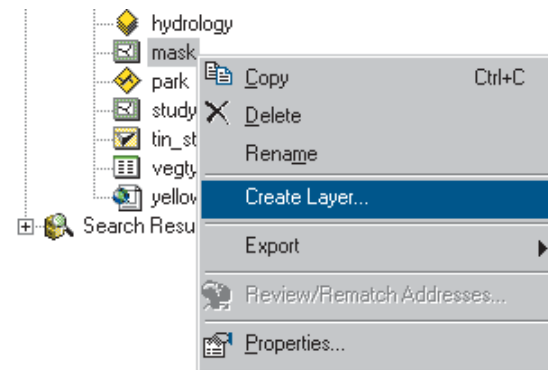 hydrology
mask
park
Copy Ctrl+C
study
Delete
tin_st
Rename
vegty
Create Layer...
yellow
Search Resu
Export
Review/Rematch Addresses...
Properties...